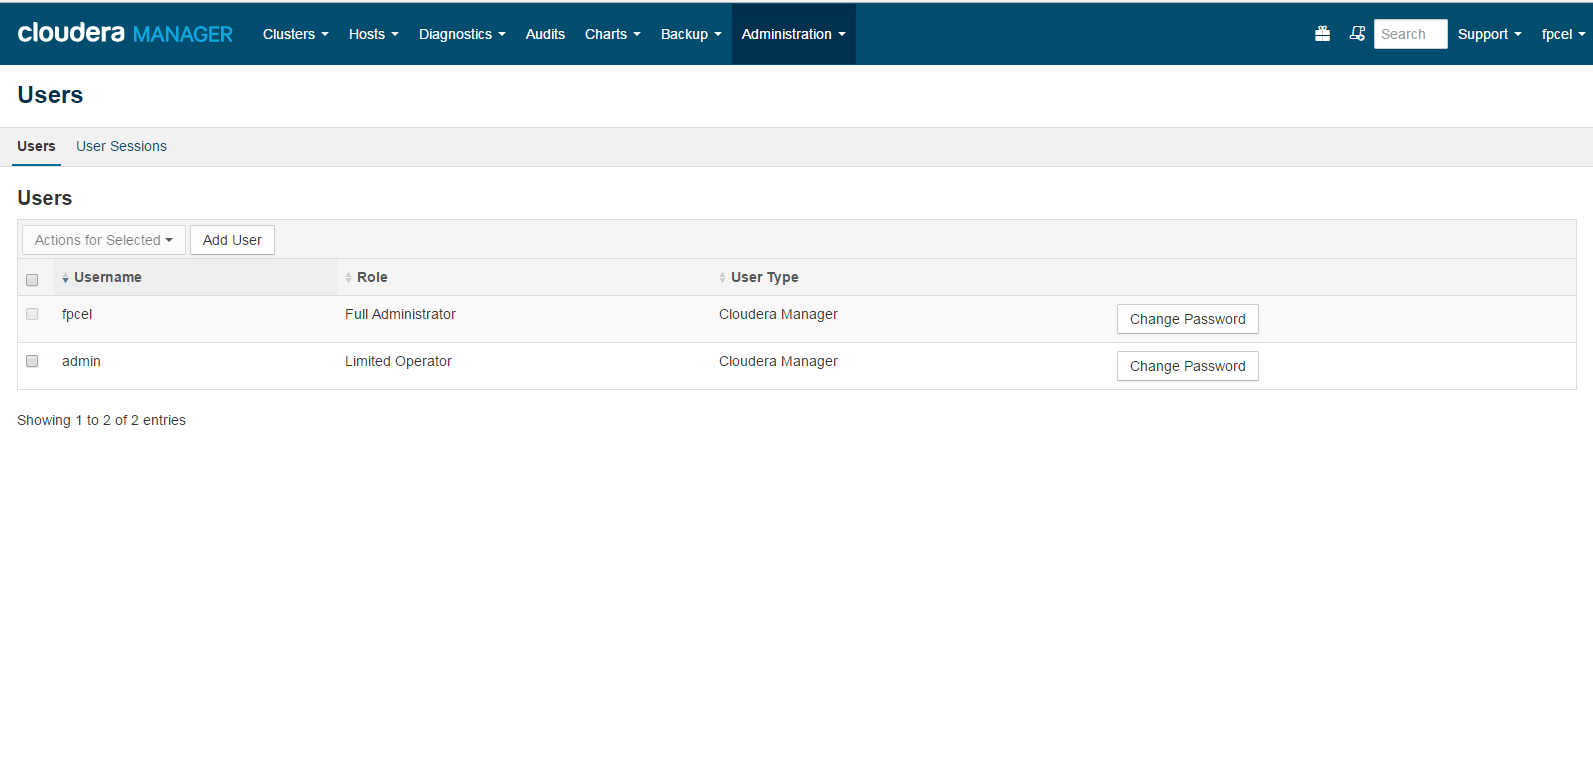 cloudera MANAGER Clusters Hosts Diagnostics Audits Charts Backup Administration Search Support fpcel
Users
Users User Sessions
Users
Actions for Selected Add User
Username Role User Type
fpcel Full Administrator Cloudera Manager Change Password
admin Limited Operator Cloudera Manager Change Password
Showing 1 to 2 of 2 entries